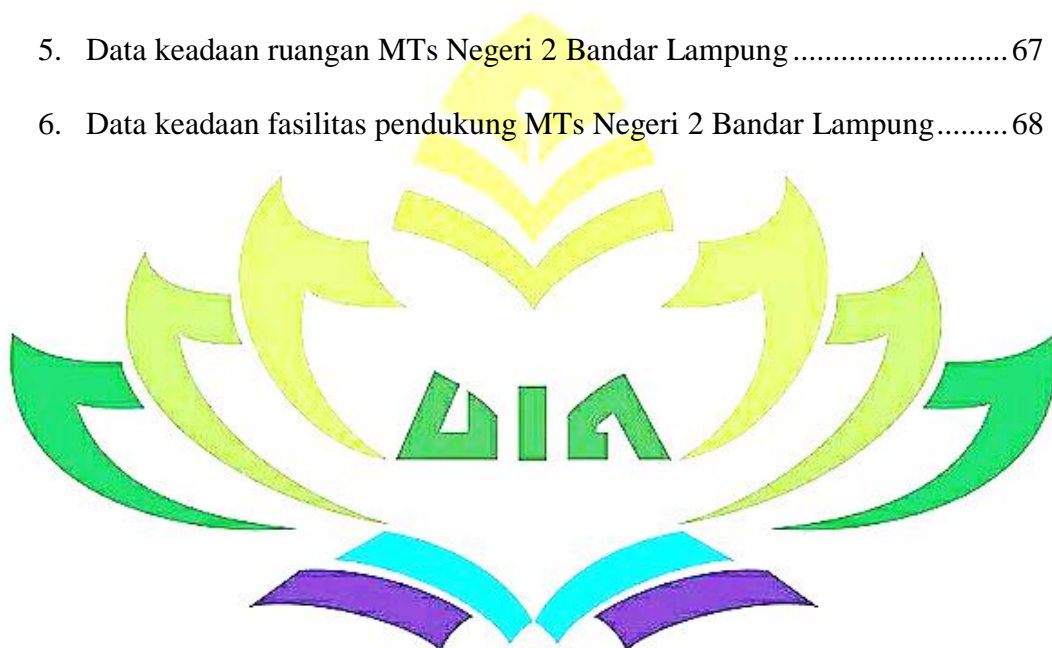 5. Data keadaan ruangan MTs Negeri 2 Bandar Lampung ........................... 67
6. Data keadaan fasilitas pendukung MTs Negeri 2 Bandar Lampung ......... 68
UIN